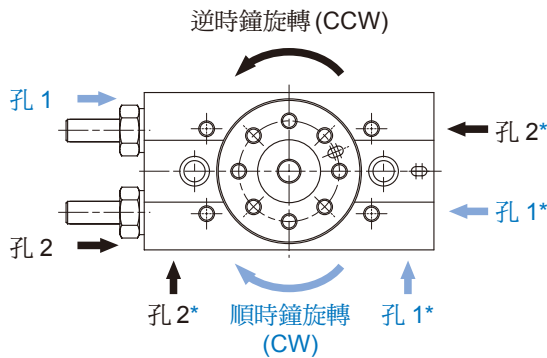 逆時鐘旋轉 (CCW)
孔 1
孔 2*
孔 1*
孔 2
孔 2*
順時鐘旋轉
(CW)
孔 1*